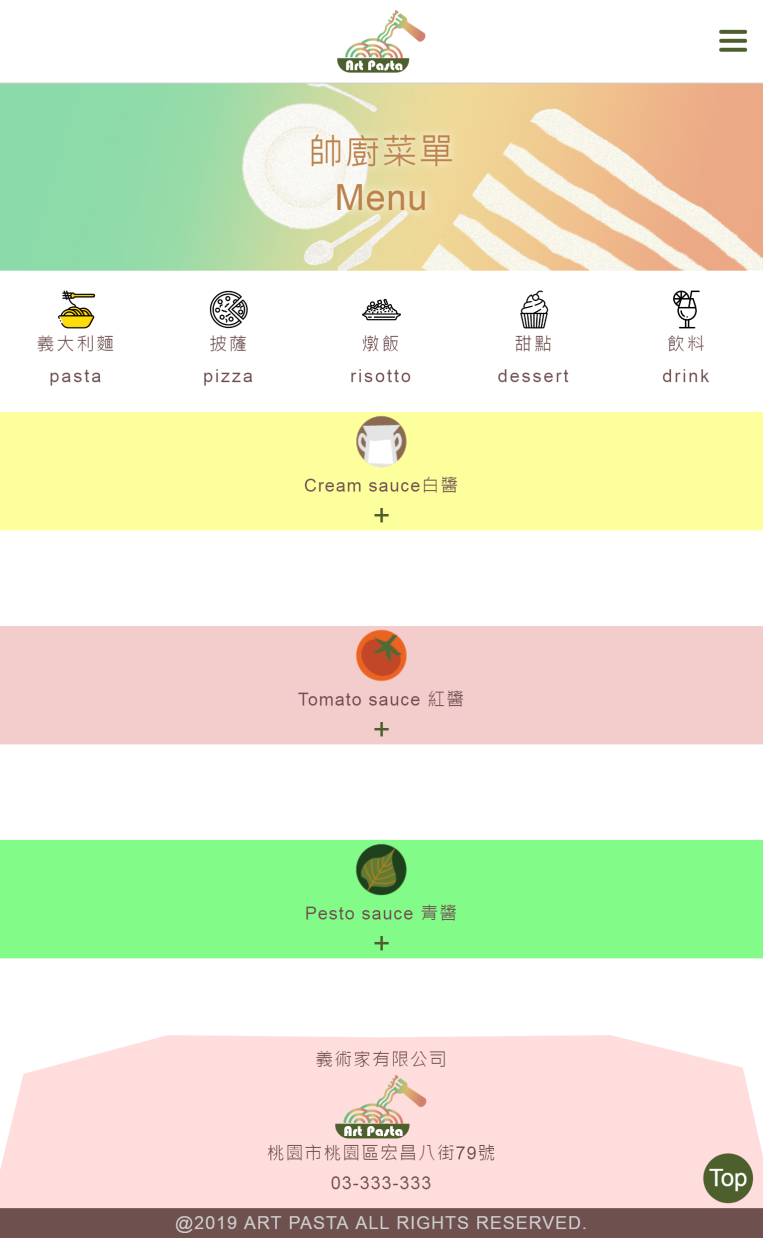 Art Pasta
帥廚菜單
Menu
義大利麵
pasta
披薩
pizza
燉飯
risotto
甜點
dessert
飲料
drink
Cream sauce白醬
+
Tomato sauce 紅醬
+
Pesto sauce 青醬
+
義術家有限公司
Art Pasta
桃園市桃園區宏昌八街79號
03-333-333
Top
@2019 ART PASTA ALL RIGHTS RESERVED.